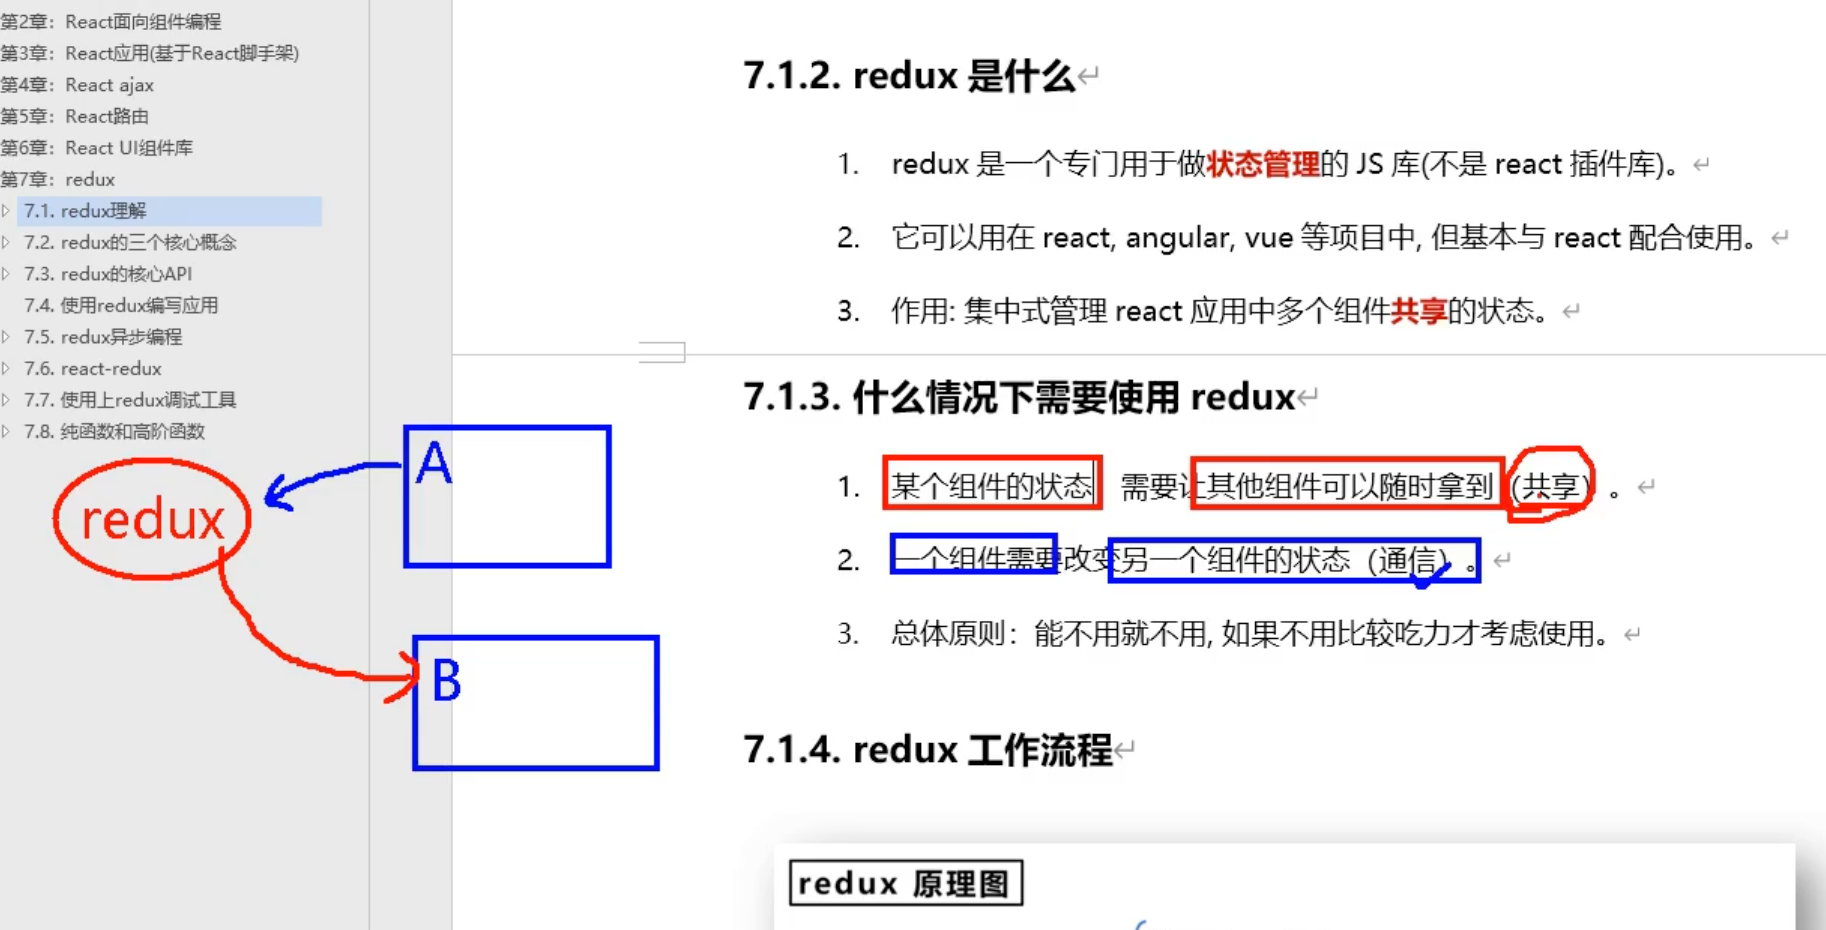 第2章：React面向组件编程
第3章：React应用(基于React脚手架)
第4章：React ajax
第5章：React路由
第6章：React UI组件库
第7章：redux
7.1. redux理解
7.2. redux的三个核心概念
7.3. redux的核心API
7.4. 使用redux编写应用
7.5. redux异步编程
7.6. react-redux
7.7. 使用上redux调试工具
7.8. 纯函数和高阶函数
redux
A
B
7.1.2. redux 是什么
1. redux 是一个专门用于做状态管理的 JS 库(不是 react 插件库)。
2. 它可以用在 react, angular, vue 等项目中, 但基本与 react 配合使用。
3. 作用: 集中式管理 react 应用中多个组件共享的状态。
7.1.3. 什么情况下需要使用 redux
1. 某个组件的状态 需要让其他组件可以随时拿到（共享）。
2. 一个组件需要改变另一个组件的状态（通信）。
3. 总体原则：能不用就不用, 如果不用比较吃力才考虑使用。
7.1.4. redux 工作流程
redux 原理图